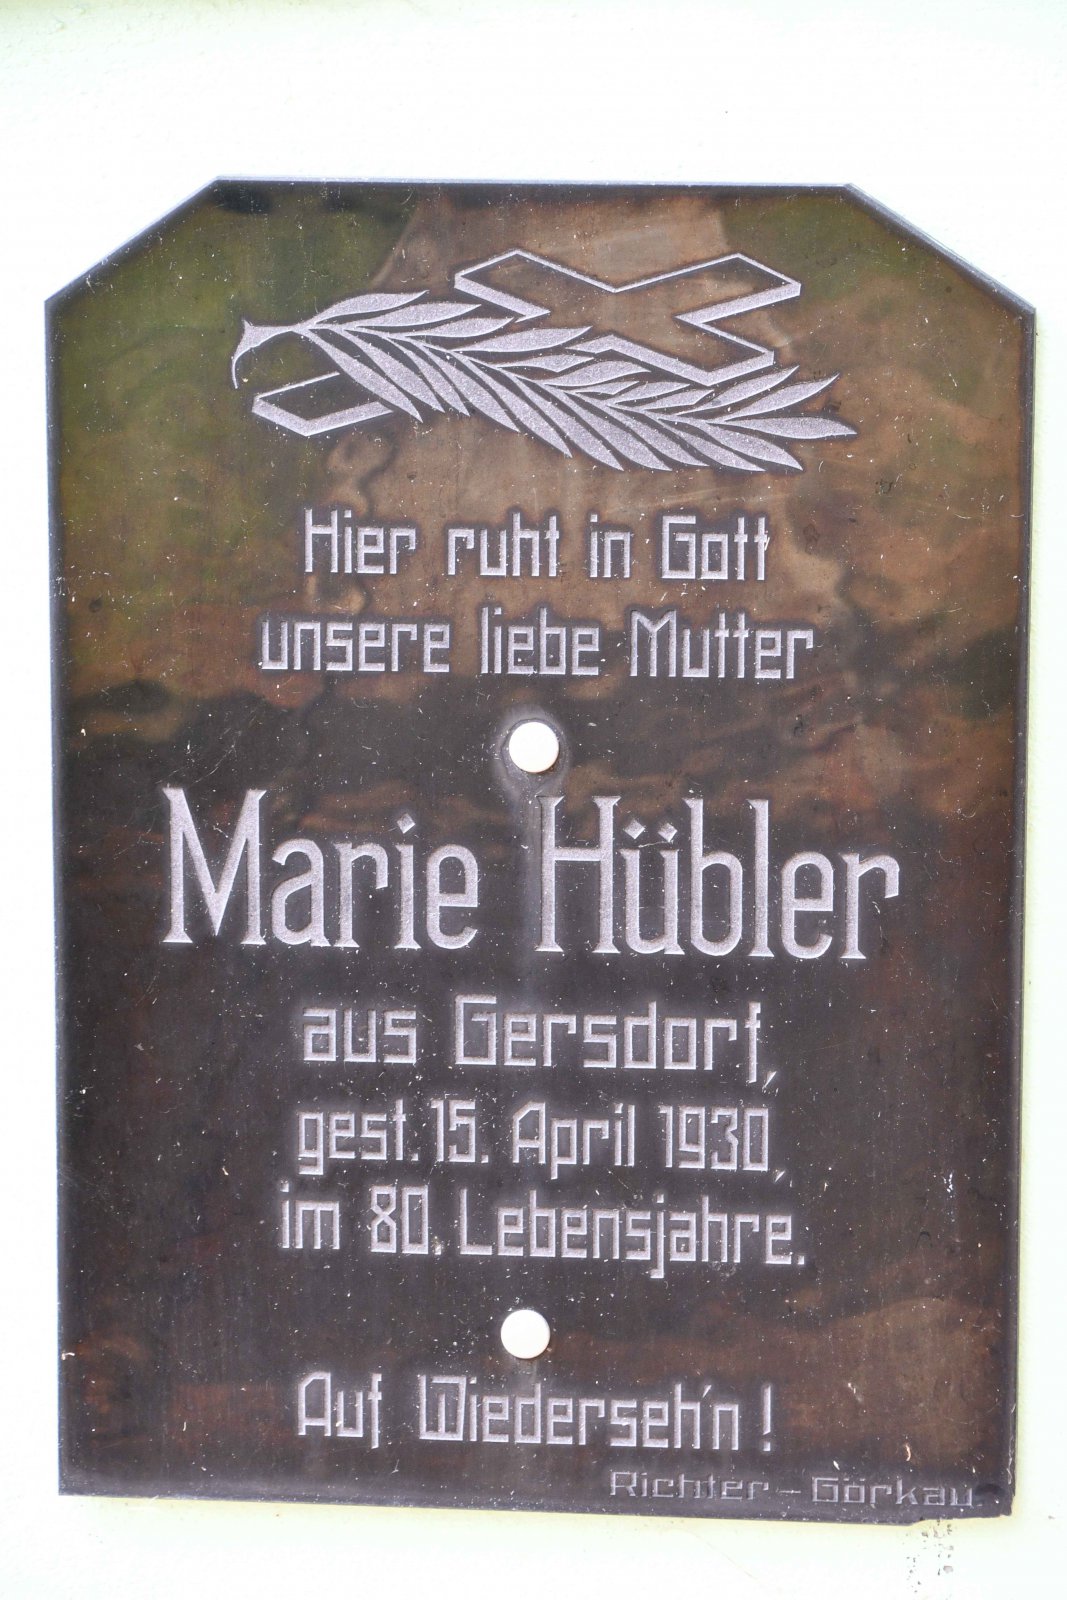 Hier ruht in Gott
unsere liebe Mutter
Marie Hübler
aus Gersdorf,
gest. 15. April 1930,
im 80. Lebensjahre.
Auf Wiederseh'n!
Richter - Görkau